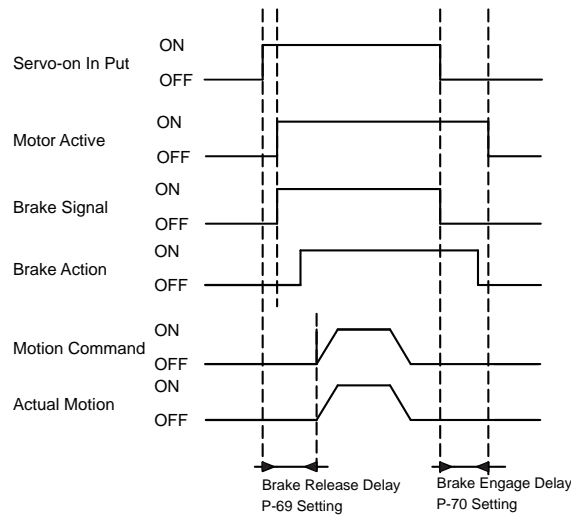 ON
Servo-on In Put
OFF
ON
Motor Active
OFF
ON
Brake Signal
OFF
ON
Brake Action
OFF
ON
Motion Command
OFF
ON
Actual Motion
OFF
Brake Release Delay
P-69 Setting
Brake Engage Delay
P-70 Setting